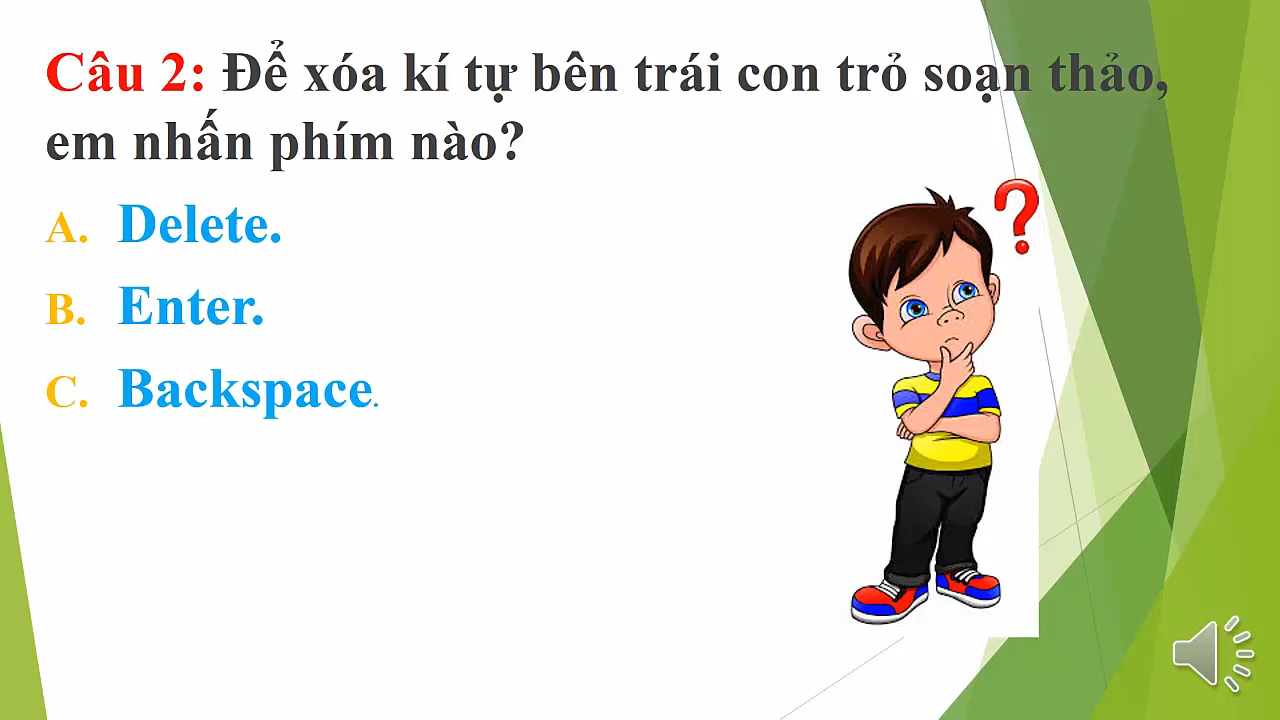 Câu 2: Để xóa kí tự bên trái con trỏ soạn thảo,
em nhấn phím nào?
A. Delete.
B. Enter.
C. Backspace.
?